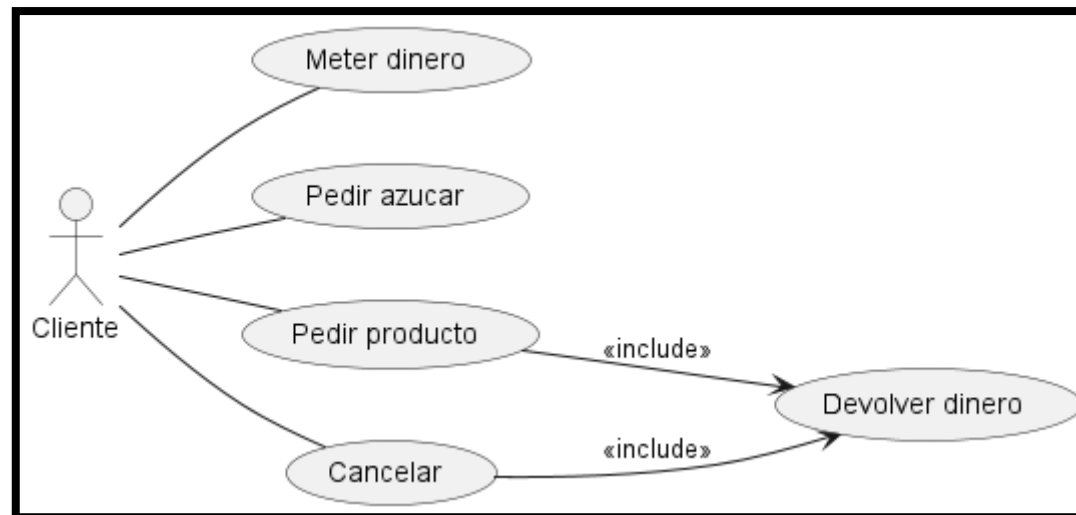 Meter dinero
Pedir azucar
Cliente
Pedir producto
«include»
Devolver dinero
«include»
Cancelar